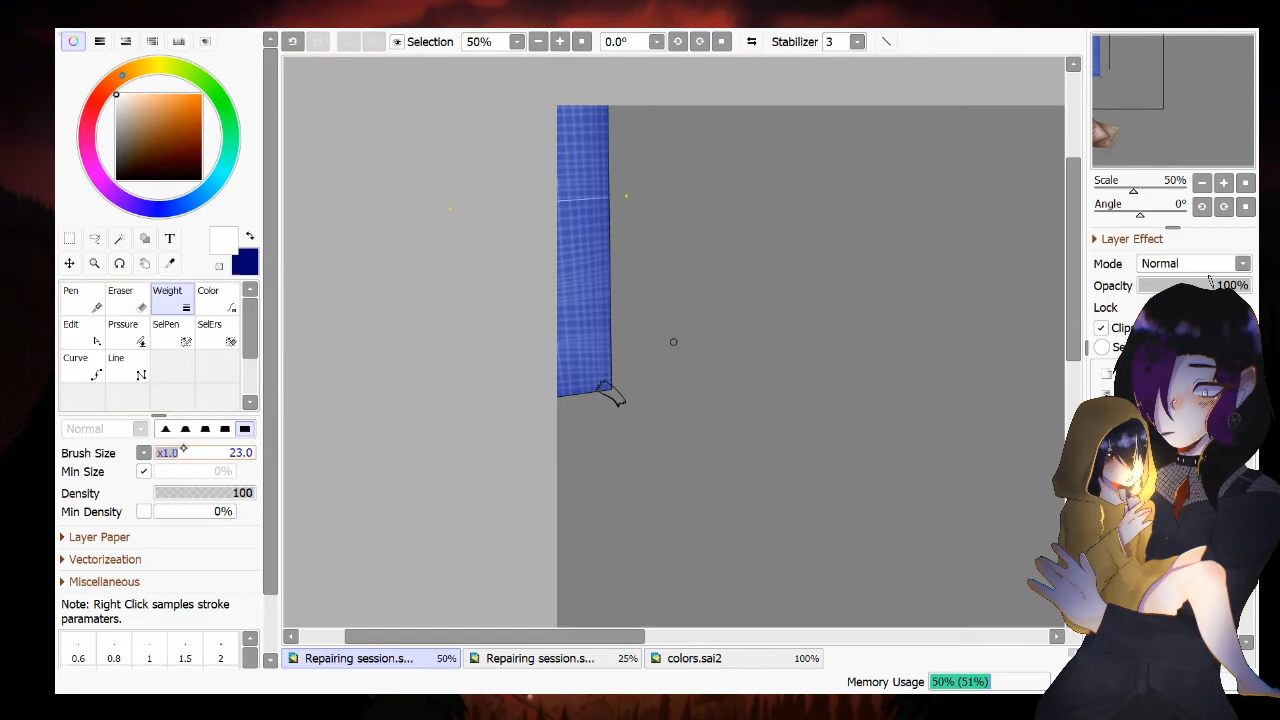 Selection 50% 0.0º Stabilizer 3
Scale 50%
Angle 0°
Layer Effect
Mode Normal
Opacity 100%
Lock
T
Pen Eraser Weight Color
Edit Prssure SelPen SelErs
Curve Line
Normal
Brush Size x1.0 23.0
Min Size 0%
Density 100
Min Density 0%
Layer Paper
Vectorizeation
Miscellaneous
Note: Right Click samples stroke
paramaters.
0.6 0.8 1 1.5 2
Repairing session.s... 50% Repairing session.s... 25% colors.sai2 100%
Memory Usage 50% (51%)